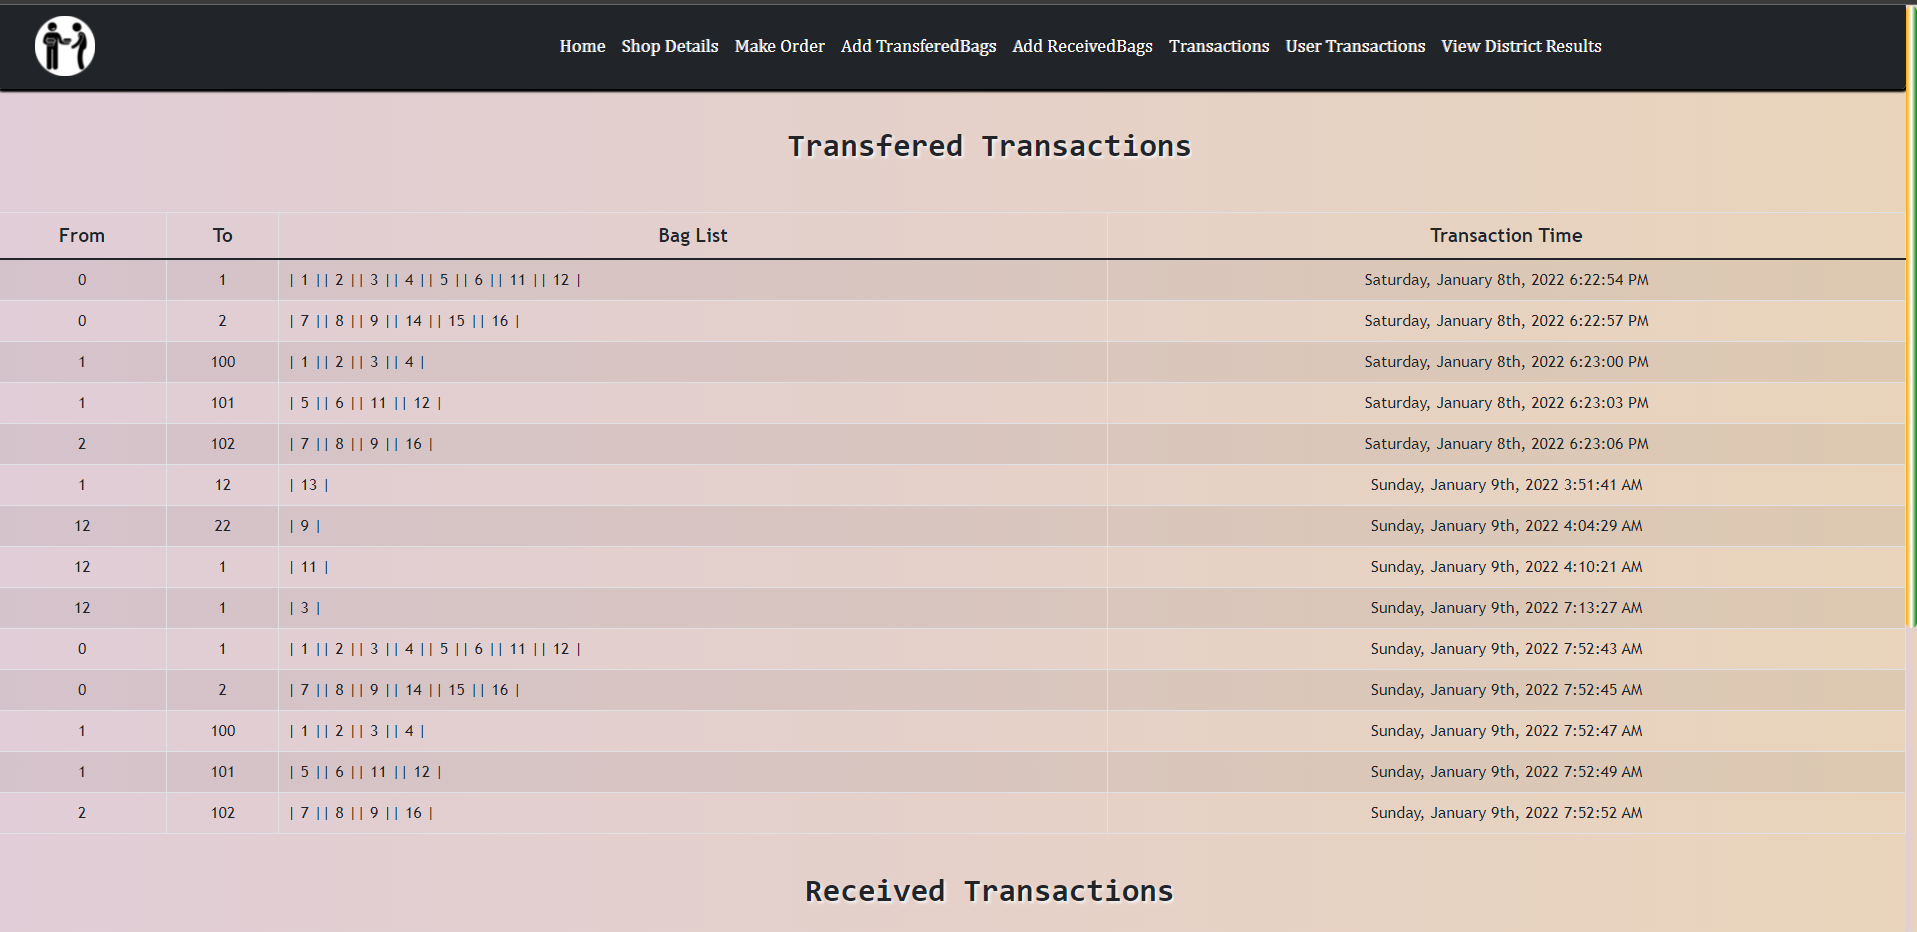 Home Shop Details Make Order Add TransferedBags Add ReceivedBags Transactions User Transactions View District Results
Transfered Transactions
From To Bag List Transaction Time
0 1 | 1 || 2 || 3 || 4 || 5 || 6 || 11 || 12 | Saturday, January 8th, 2022 6:22:54 PM
0 2 | 7 || 8 || 9 || 14 || 15 || 16 | Saturday, January 8th, 2022 6:22:57 PM
1 100 | 1 || 2 || 3 || 4 | Saturday, January 8th, 2022 6:23:00 PM
1 101 | 5 || 6 || 11 || 12 | Saturday, January 8th, 2022 6:23:03 PM
2 102 | 7 || 8 || 9 || 16 | Saturday, January 8th, 2022 6:23:06 PM
1 12 | 13 | Sunday, January 9th, 2022 3:51:41 AM
12 22 | 9 | Sunday, January 9th, 2022 4:04:29 AM
12 1 | 11 | Sunday, January 9th, 2022 4:10:21 AM
12 1 | 3 | Sunday, January 9th, 2022 7:13:27 AM
0 1 | 1 || 2 || 3 || 4 || 5 || 6 || 11 || 12 | Sunday, January 9th, 2022 7:52:43 AM
0 2 | 7 || 8 || 9 || 14 || 15 || 16 | Sunday, January 9th, 2022 7:52:45 AM
1 100 | 1 || 2 || 3 || 4 | Sunday, January 9th, 2022 7:52:47 AM
1 101 | 5 || 6 || 11 || 12 | Sunday, January 9th, 2022 7:52:49 AM
2 102 | 7 || 8 || 9 || 16 | Sunday, January 9th, 2022 7:52:52 AM
Received Transactions